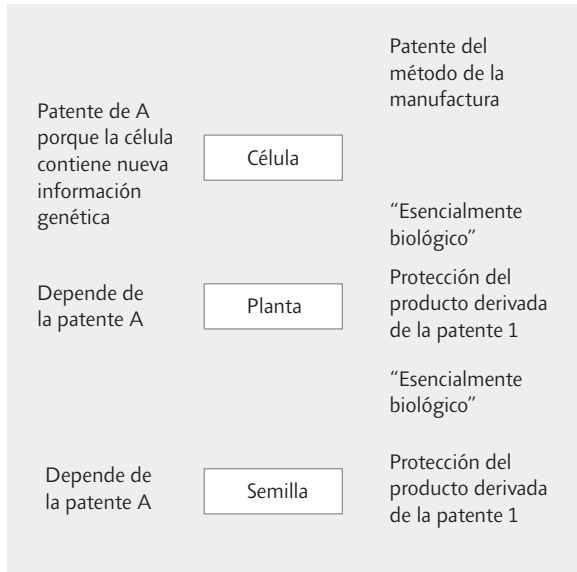 Patente del
método de la
manufactura
Patente de A
porque la célula
contiene nueva
información
genética
Célula
“Esencialmente
biológico”
Depende de
la patente A
Planta
Protección del
producto derivada
de la patente 1
“Esencialmente
biológico”
Depende de
la patente A
Semilla
Protección del
producto derivada
de la patente 1